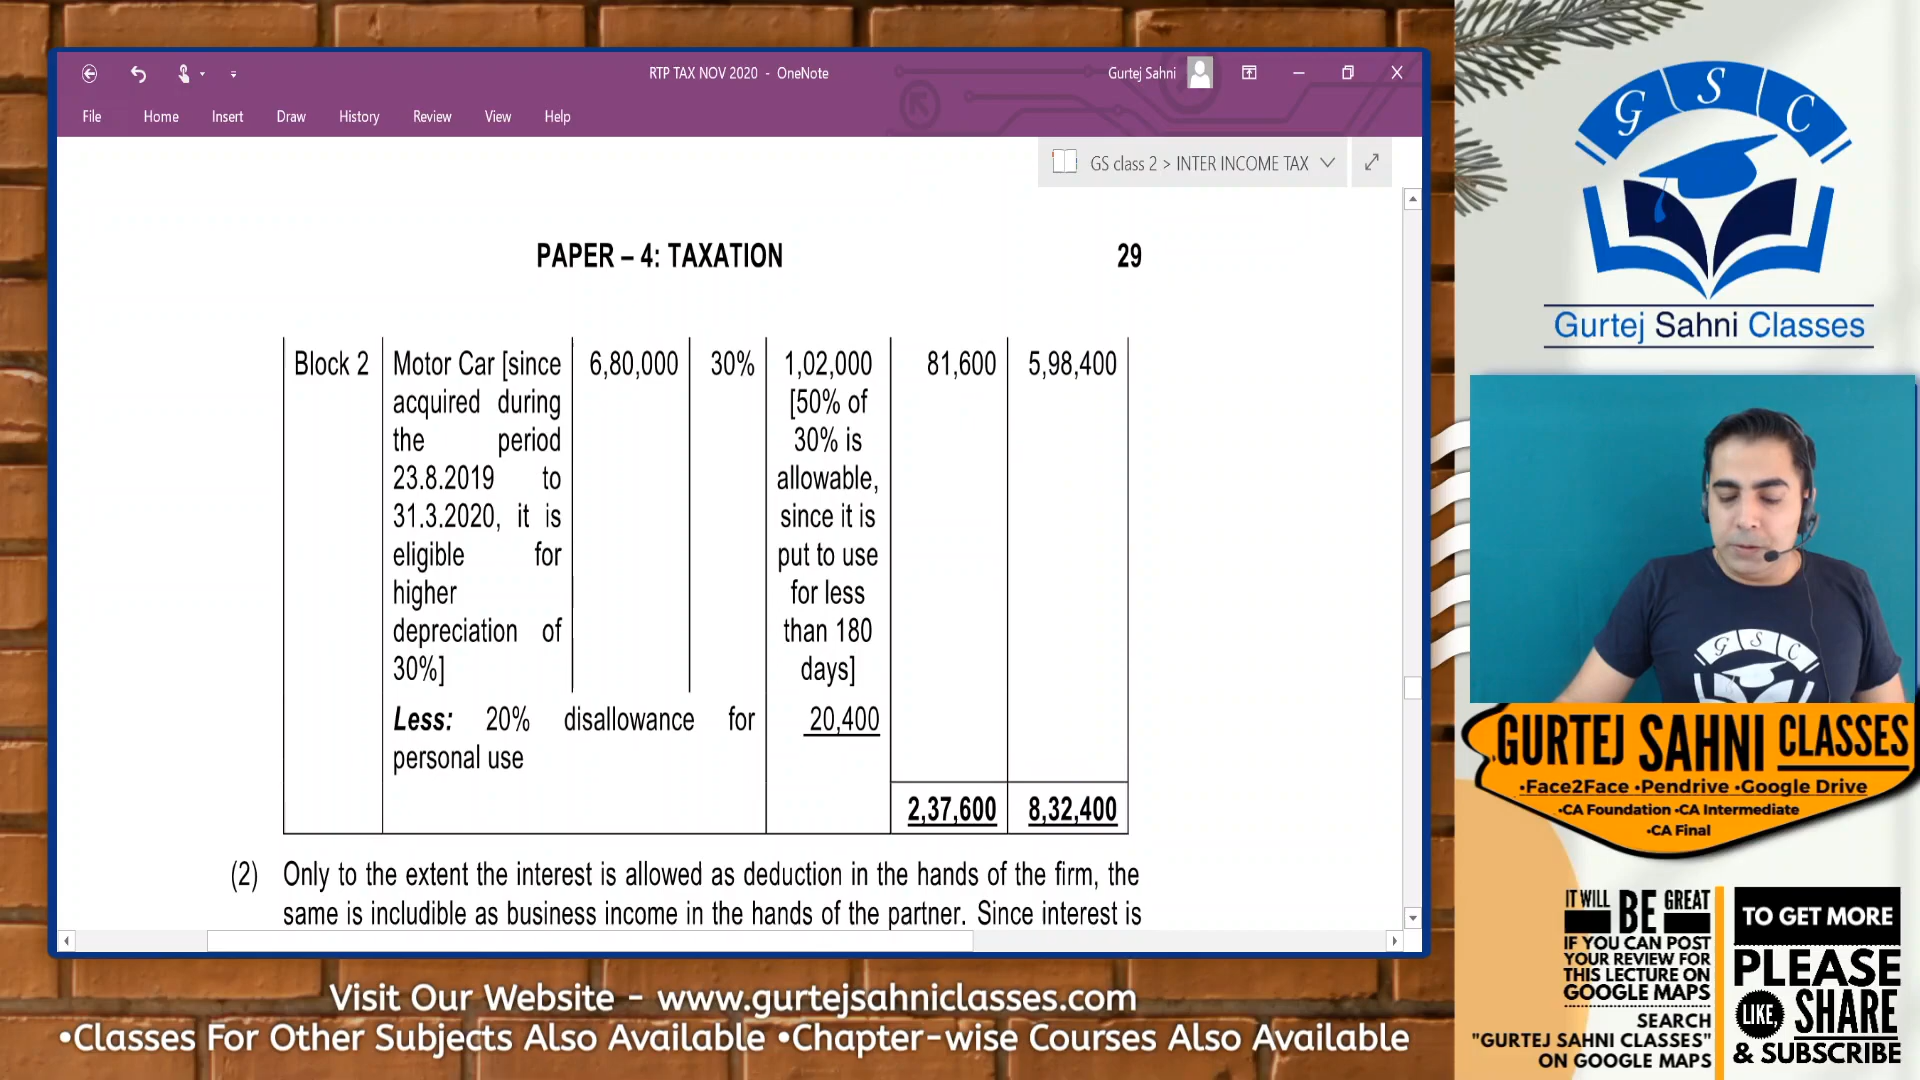 RTP TAX NOV 2020 - OneNote
Gurtej Sahni
File Home Insert Draw History Review View Help
GS class 2 > INTER INCOME TAX
PAPER – 4: TAXATION 29
Block 2
Motor Car [since
acquired during
the period
23.8.2019 to
31.3.2020, it is
eligible for
higher
depreciation of
30%]
6,80,000
30%
1,02,000
[50% of
30% is
allowable,
since it is
put to use
for less
than 180
days]
81,600
5,98,400
Less: 20% disallowance for
personal use
20,400
2,37,600
8,32,400
(2) Only to the extent the interest is allowed as deduction in the hands of the firm, the
same is includible as business income in the hands of the partner. Since interest is
G S C
Gurtej Sahni Classes
G S C
GURTEJ SAHNI CLASSES
•Face2Face •Pendrive •Google Drive
•CA Foundation •CA Intermediate
•CA Final
IT WILL BE GREAT
IF YOU CAN POST
YOUR REVIEW FOR
THIS LECTURE ON
GOOGLE MAPS
SEARCH
"GURTEJ SAHNI CLASSES"
ON GOOGLE MAPS
TO GET MORE
PLEASE
LIKE, SHARE
& SUBSCRIBE
Visit Our Website - www.gurtejsahniclasses.com
•Classes For Other Subjects Also Available •Chapter-wise Courses Also Available